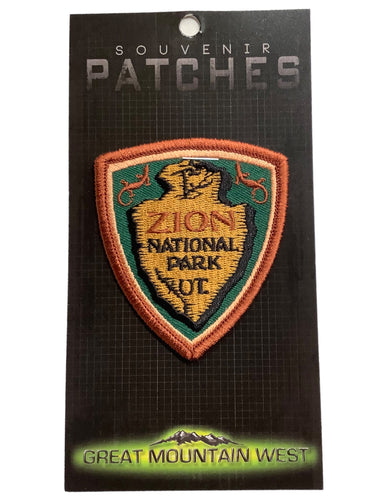 SOUVENIR
PATCHES
ZION
NATIONAL
PARK
UT.
GREAT MOUNTAIN WEST